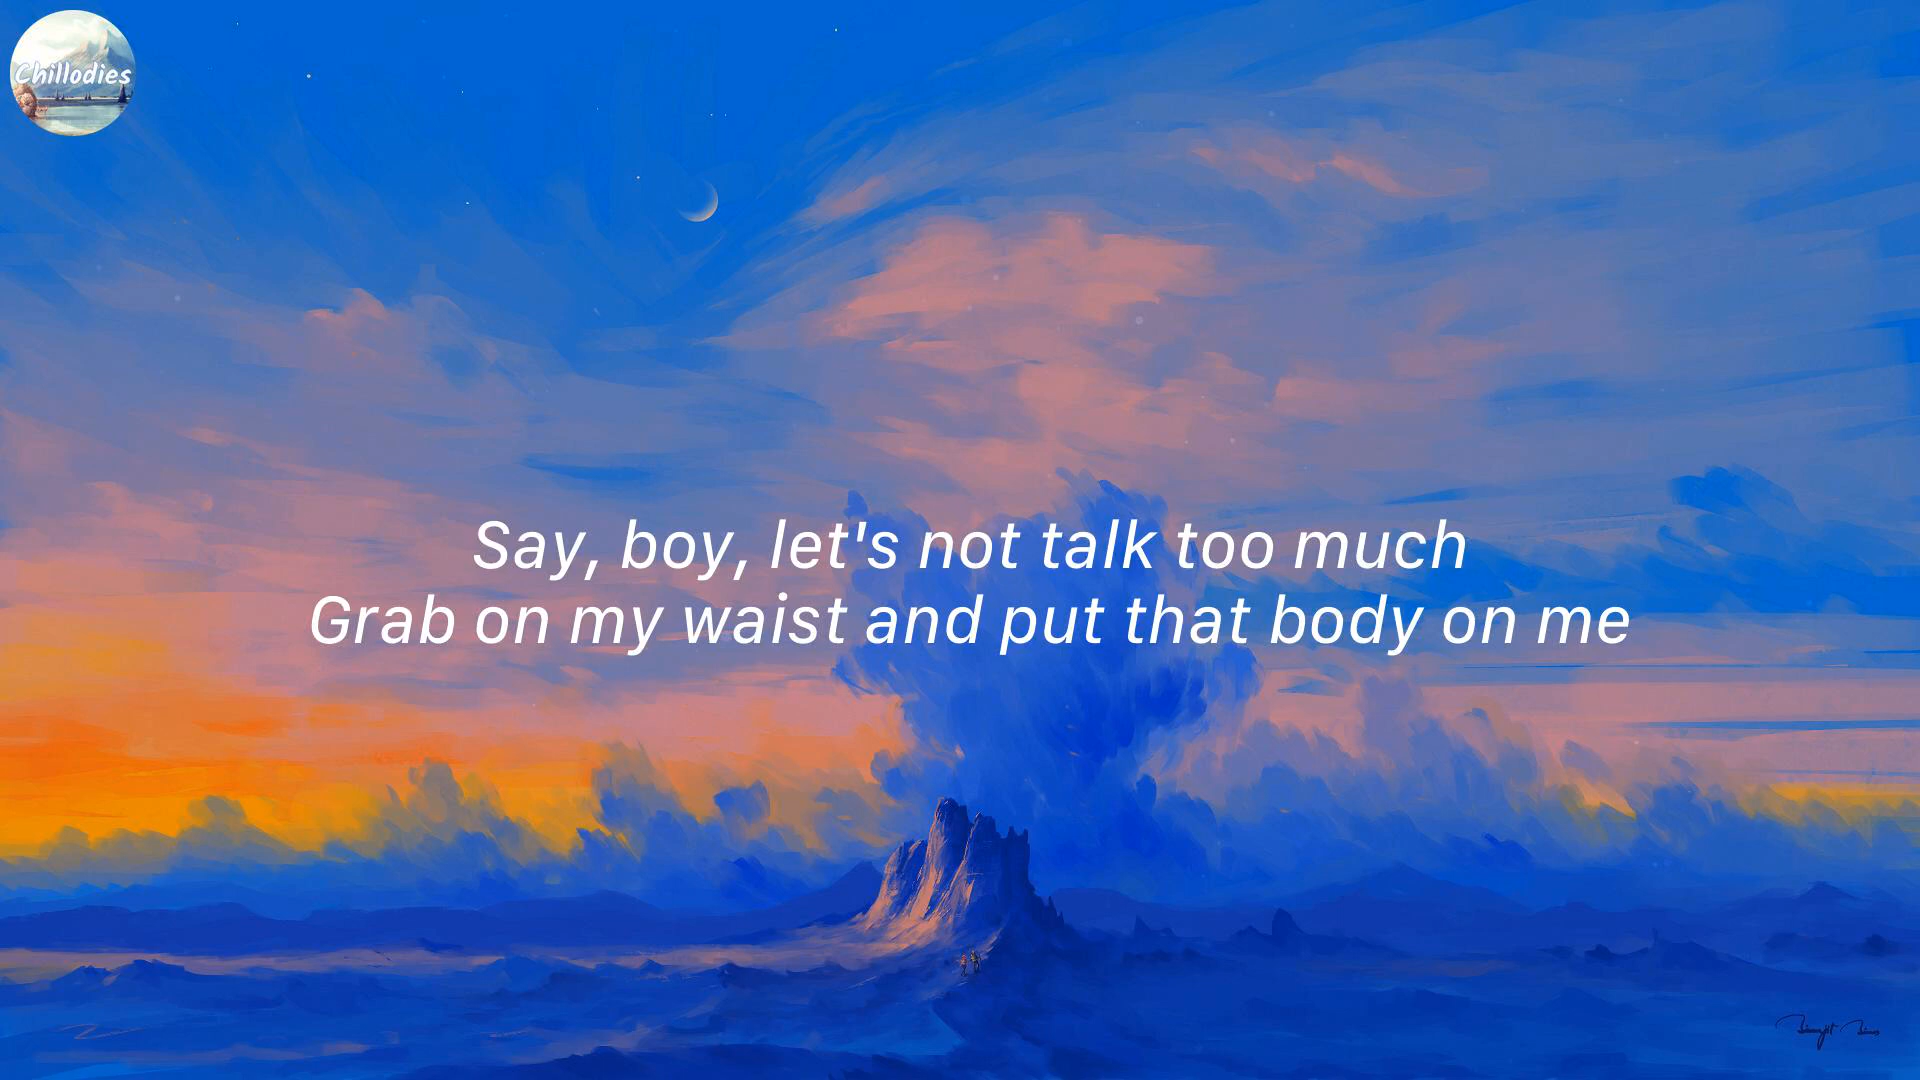 Chillodies
Say, boy, let's not talk too much
Grab on my waist and put that body on me